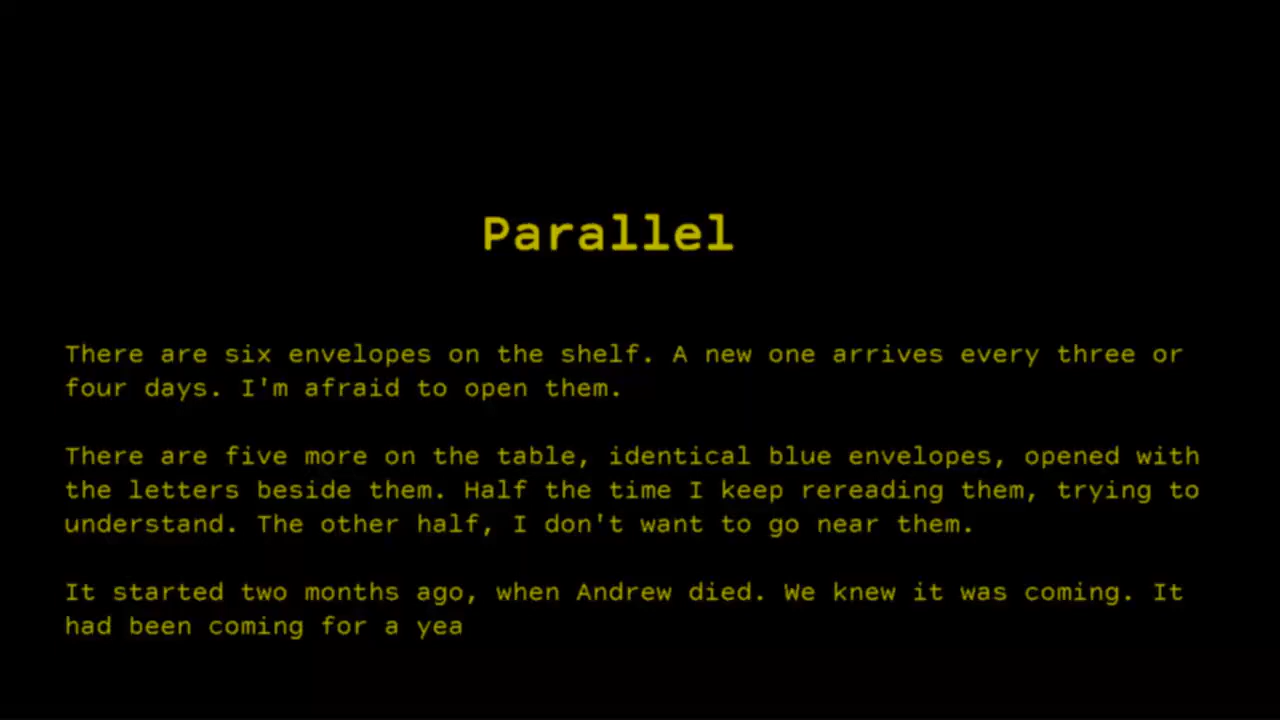 Parallel
There are six envelopes on the shelf. A new one arrives every three or
four days. I'm afraid to open them.
There are five more on the table, identical blue envelopes, opened with
the letters beside them. Half the time I keep rereading them, trying to
understand. The other half, I don't want to go near them.
It started two months ago, when Andrew died. We knew it was coming. It
had been coming for a yea